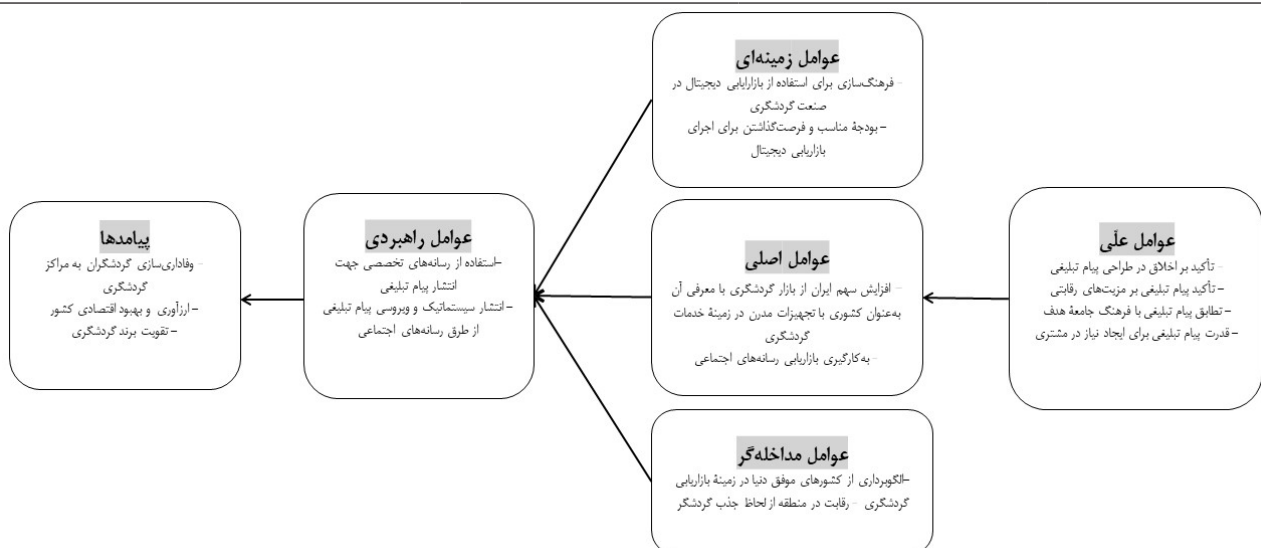 عوامل زمینه‌ای
- فرهنگ‌سازی برای استفاده از بازارایابی دیجیتال در
صنعت گردشگری
– بودجهٔ مناسب و فرصت‌گذاشتن برای اجرای
بازاریابی دیجیتال
عوامل علّی
- تأکید بر اخلاق در طراحی پیام تبلیغی
– تأکید پیام تبلیغی بر مزیت‌های رقابتی
– تطابق پیام تبلیغی با فرهنگ جامعهٔ هدف
– قدرت پیام تبلیغی برای ایجاد نیاز در مشتری
عوامل اصلی
- افزایش سهم ایران از بازار گردشگری با معرفی آن
به‌عنوان کشوری با تجهیزات مدرن در زمینهٔ خدمات
گردشگری
- به‌کارگیری بازاریابی رسانه‌های اجتماعی
عوامل راهبردی
–استفاده از رسانه‌های تخصصی جهت
انتشار پیام تبلیغی
– انتشار سیستماتیک و ویروسی پیام تبلیغی
از طرق رسانه‌های اجتماعی
پیامدها
- وفاداری‌سازی گردشگران به مراکز
گردشگری
- ارزآوری و بهبود اقتصادی کشور
– تقویت برند گردشگری
عوامل مداخله‌گر
–الگوبرداری از کشورهای موفق دنیا در زمینهٔ بازاریابی
گردشگری - رقابت در منطقه از لحاظ جذب گردشگر